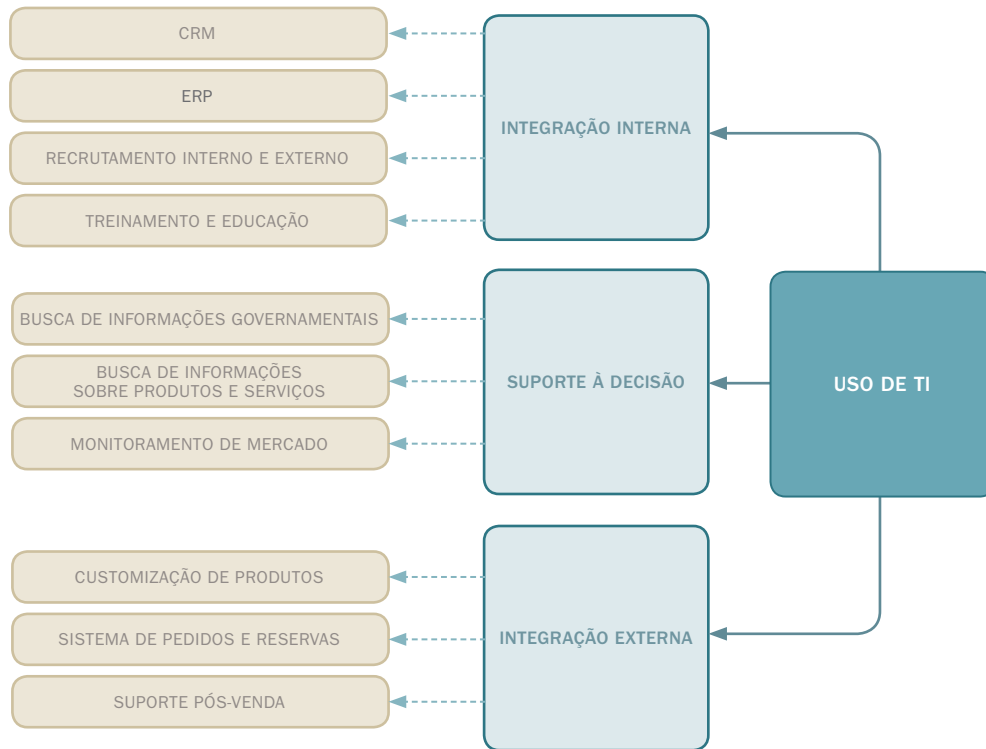 CRM
ERP
RECRUTAMENTO INTERNO E EXTERNO
TREINAMENTO E EDUCAÇÃO
INTEGRAÇÃO INTERNA
BUSCA DE INFORMAÇÕES GOVERNAMENTAIS
BUSCA DE INFORMAÇÕES
SOBRE PRODUTOS E SERVIÇOS
MONITORAMENTO DE MERCADO
SUPORTE À DECISÃO
USO DE TI
CUSTOMIZAÇÃO DE PRODUTOS
SISTEMA DE PEDIDOS E RESERVAS
SUPORTE PÓS-VENDA
INTEGRAÇÃO EXTERNA